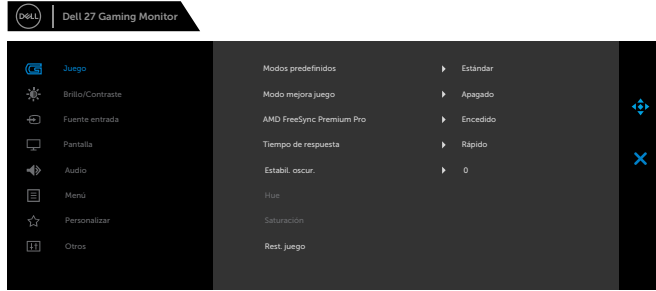 DELL
Dell 27 Gaming Monitor
Juego
Modos predefinidos
Estándar
Brillo/Contraste
Modo mejora juego
Apagado
Fuente entrada
AMD FreeSync Premium Pro
Encedido
Pantalla
Tiempo de respuesta
Rápido
Audio
Estabil. oscur.
0
Menú
Hue
Personalizar
Saturación
Otros
Rest. juego